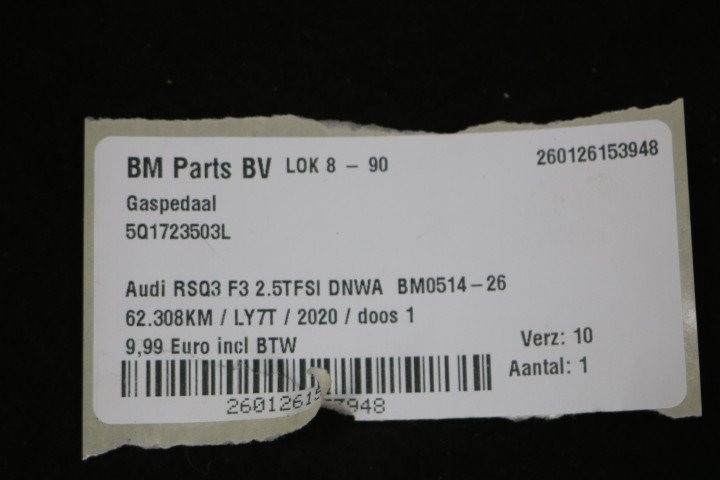 BM Parts BV LOK 8 - 90
260126153948
Gaspedaal
5Q1723503L
Audi RSQ3 F3 2.5TFSI DNWA BM0514-26
62.308KM / LY7T / 2020 / doos 1
9,99 Euro incl BTW
Verz: 10
Aantal: 1